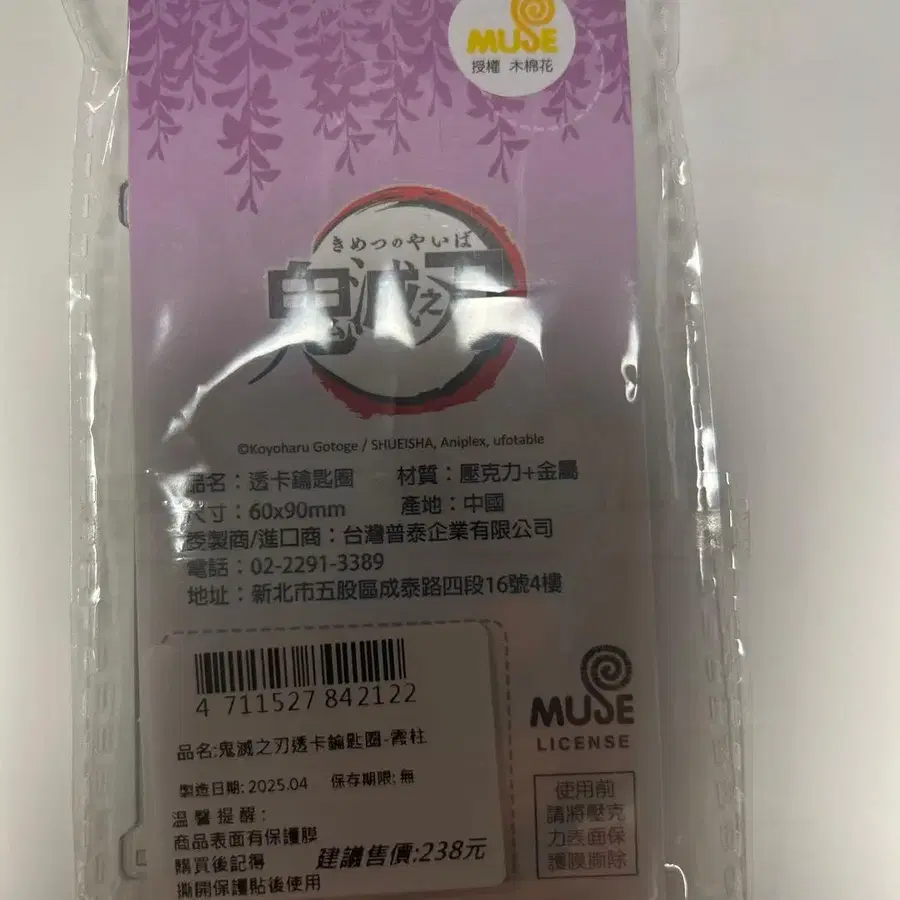 MUSE
授權 木棉花
きめつのやいば
鬼滅之刃
©Koyoharu Gotoge / SHUEISHA, Aniplex, ufotable
品名：透卡鑰匙圈 材質：壓克力+金屬
尺寸：60x90mm 產地：中國
委製商/進口商：台灣普泰企業有限公司
電話：02-2291-3389
地址：新北市五股區成泰路四段16號4樓
4 711527 842122
品名:鬼滅之刃透卡鑰匙圈-霞柱
製造日期: 2025.04 保存期限: 無
溫馨提醒:
商品表面有保護膜
購買後記得
撕開保護貼後使用
建議售價:238元
MUSE
LICENSE
使用前
請將壓克
力表面保
護膜撕除